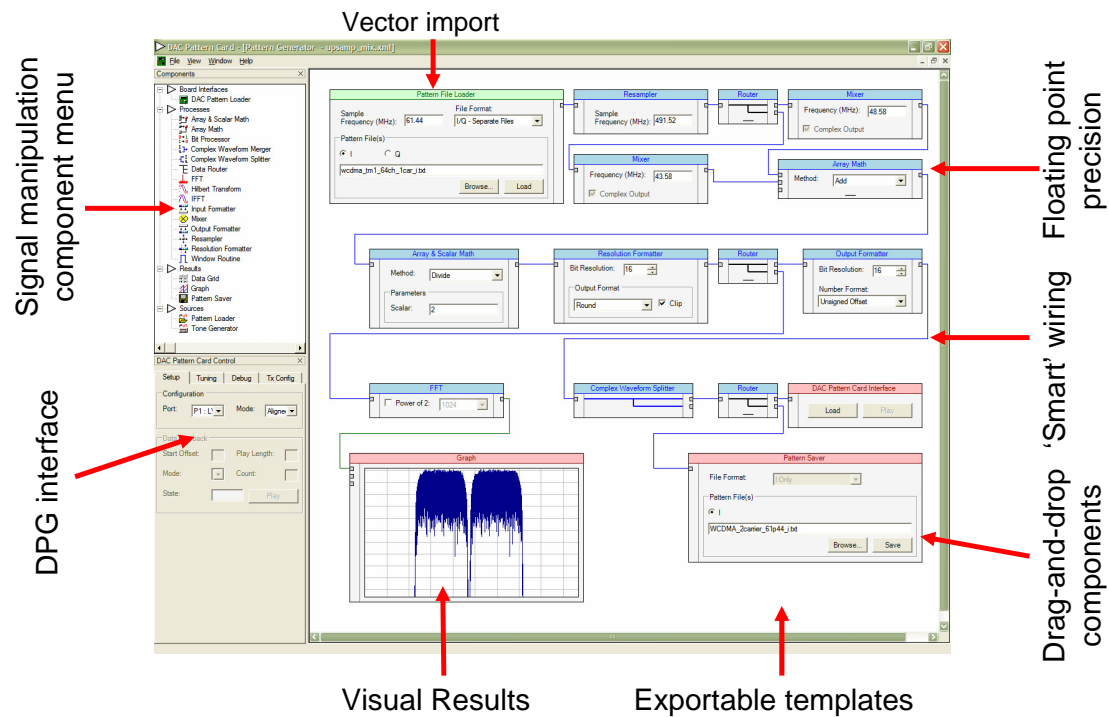 Vector import
Signal manipulation
component menu
DPG interface
Floating point
precision
'Smart' wiring
Drag-and-drop
components
Visual Results
Exportable templates
DAC Pattern Card - [Pattern Generator - upsamp_mix.xml]
File View Window Help
Components
Board Interfaces
DAC Pattern Loader
Processes
Array & Scalar Math
Array Math
Bit Processor
Complex Waveform Merger
Complex Waveform Splitter
Data Router
FFT
Hilbert Transform
IFFT
Input Formatter
Mixer
Output Formatter
Resampler
Resolution Formatter
Window Routine
Results
Data Grid
Graph
Pattern Saver
Sources
Pattern Loader
Tone Generator
DAC Pattern Card Control
Setup Tuning Debug Tx Config
Configuration
Port: P1 : L Mode: Aligne
Start Offset: Play Length:
Mode: Count:
State: Play
Pattern File Loader
Sample
Frequency (MHz): 61.44
File Format:
I/Q - Separate Files
Pattern File(s)
I Q
wcdma_tm1_64ch_1car_i.txt
Browse... Load
Resampler
Sample
Frequency (MHz): 491.52
Router
Mixer
Frequency (MHz): 48.58
Complex Output
Mixer
Frequency (MHz): 43.58
Complex Output
Array Math
Method: Add
Array & Scalar Math
Method: Divide
Parameters
Scalar: 2
Resolution Formatter
Bit Resolution: 16
Output Format
Round Clip
Router
Output Formatter
Bit Resolution: 16
Number Format:
Unsigned Offset
FFT
Power of 2: 1024
Complex Waveform Splitter
Router
DAC Pattern Card Interface
Load Play
Graph
Pattern Saver
File Format: I Only
Pattern File(s)
I
WCDMA_2carrier_61p44_i.txt
Browse... Save